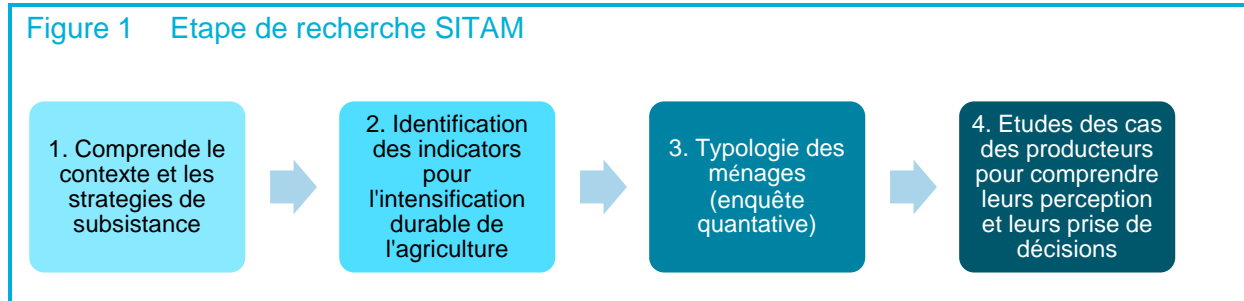 Figure 1 Etape de recherche SITAM
1. Comprende le
contexte et les
strategies de
subsistance
2. Identification
des indicators
pour
l'intensification
durable de
l'agriculture
3. Typologie des
ménages
(enquête
quantative)
4. Etudes des cas
des producteurs
pour comprendre
leurs perception
et leurs prise de
décisions